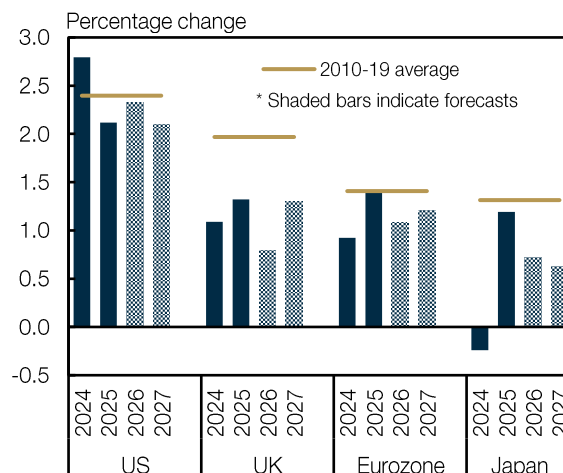 Percentage change
3.0
2.5
2.0
1.5
1.0
0.5
0.0
-0.5
2010-19 average
* Shaded bars indicate forecasts
2024 2025 2026 2027 2024 2025 2026 2027 2024 2025 2026 2027 2024 2025 2026 2027
US UK Eurozone Japan